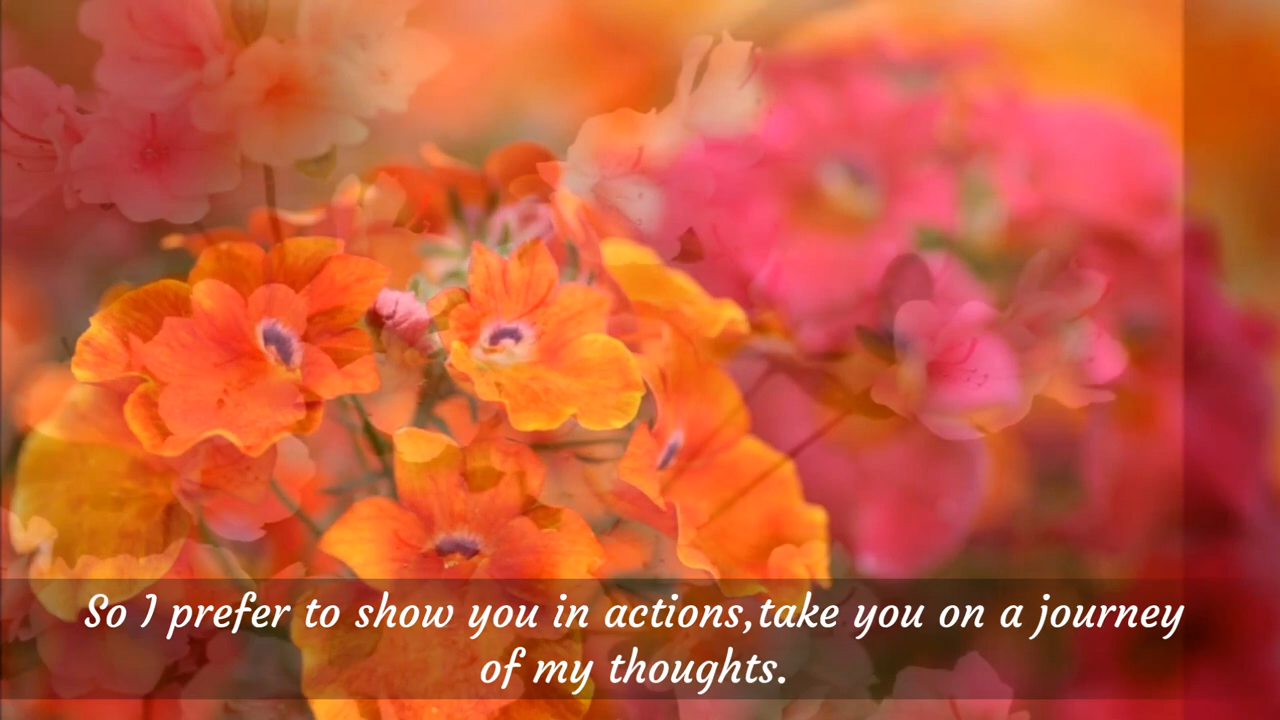 So I prefer to show you in actions,take you on a journey
of my thoughts.